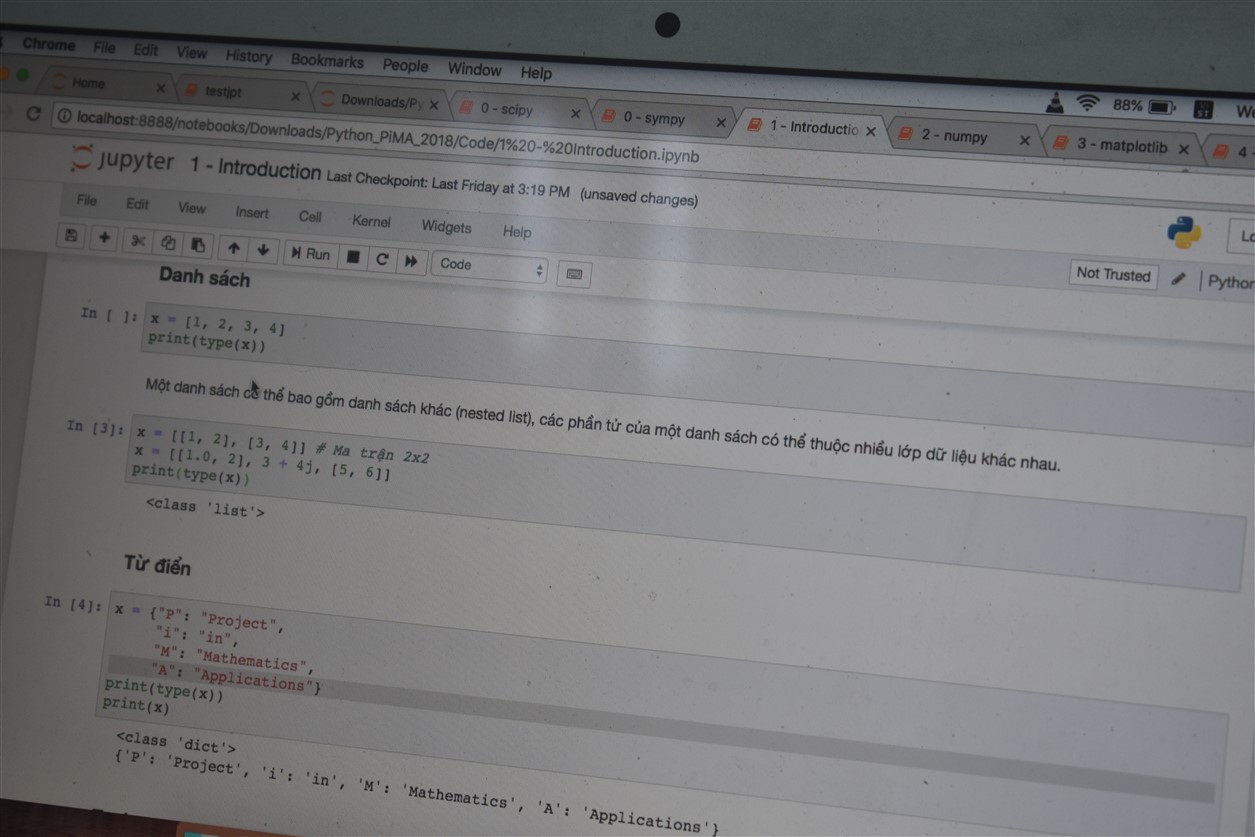 Chrome File Edit View History Bookmarks People Window Help
88%
Home testjpt Downloads/Py 0 - scipy 0 - sympy 1 - Introductio 2 - numpy 3 - matplotlib 4 -
localhost:8888/notebooks/Downloads/Python_PiMA_2018/Code/1%20-%20Introduction.ipynb
jupyter 1 - Introduction Last Checkpoint: Last Friday at 3:19 PM (unsaved changes)
File Edit View Insert Cell Kernel Widgets Help
Not Trusted Python
Run Code
Danh sách
In [ ]: x = [1, 2, 3, 4]
print(type(x))
Một danh sách có thể bao gồm danh sách khác (nested list), các phần tử của một danh sách có thể thuộc nhiều lớp dữ liệu khác nhau.
In [3]: x = [[1, 2], [3, 4]] # Ma trận 2x2
x = [[1.0, 2], 3 + 4j, [5, 6]]
print(type(x))
<class 'list'>
Từ điển
In [4]: x = {"P": "Project",
"i": "in",
"M": "Mathematics",
"A": "Applications"}
print(type(x))
print(x)
<class 'dict'>
{'P': 'Project', 'i': 'in', 'M': 'Mathematics', 'A': 'Applications'}